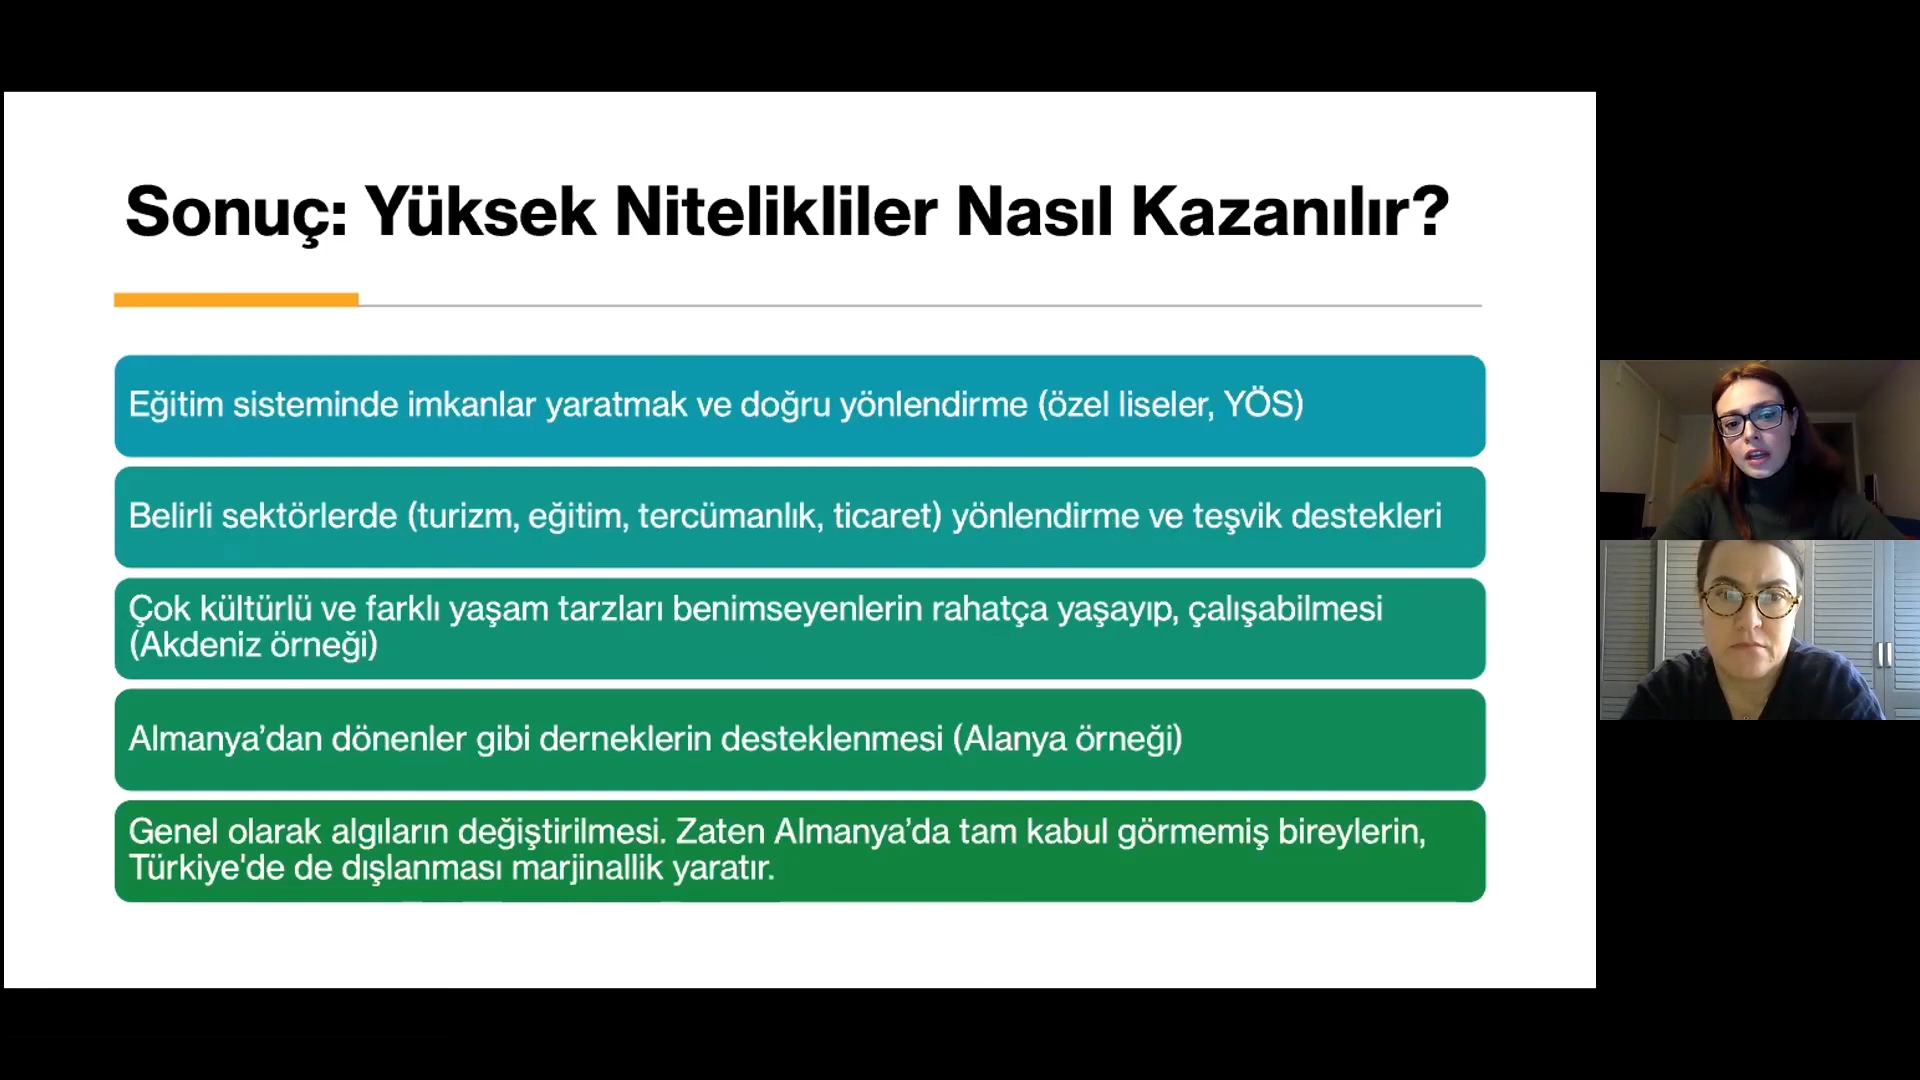 Sonuç: Yüksek Nitelikliler Nasıl Kazanılır?
Eğitim sisteminde imkanlar yaratmak ve doğru yönlendirme (özel liseler, YÖS)
Belirli sektörlerde (turizm, eğitim, tercümanlık, ticaret) yönlendirme ve teşvik destekleri
Çok kültürlü ve farklı yaşam tarzları benimseyenlerin rahatça yaşayıp, çalışabilmesi
(Akdeniz örneği)
Almanya’dan dönenler gibi derneklerin desteklenmesi (Alanya örneği)
Genel olarak algıların değiştirilmesi. Zaten Almanya’da tam kabul görmemiş bireylerin,
Türkiye'de de dışlanması marjinallik yaratır.